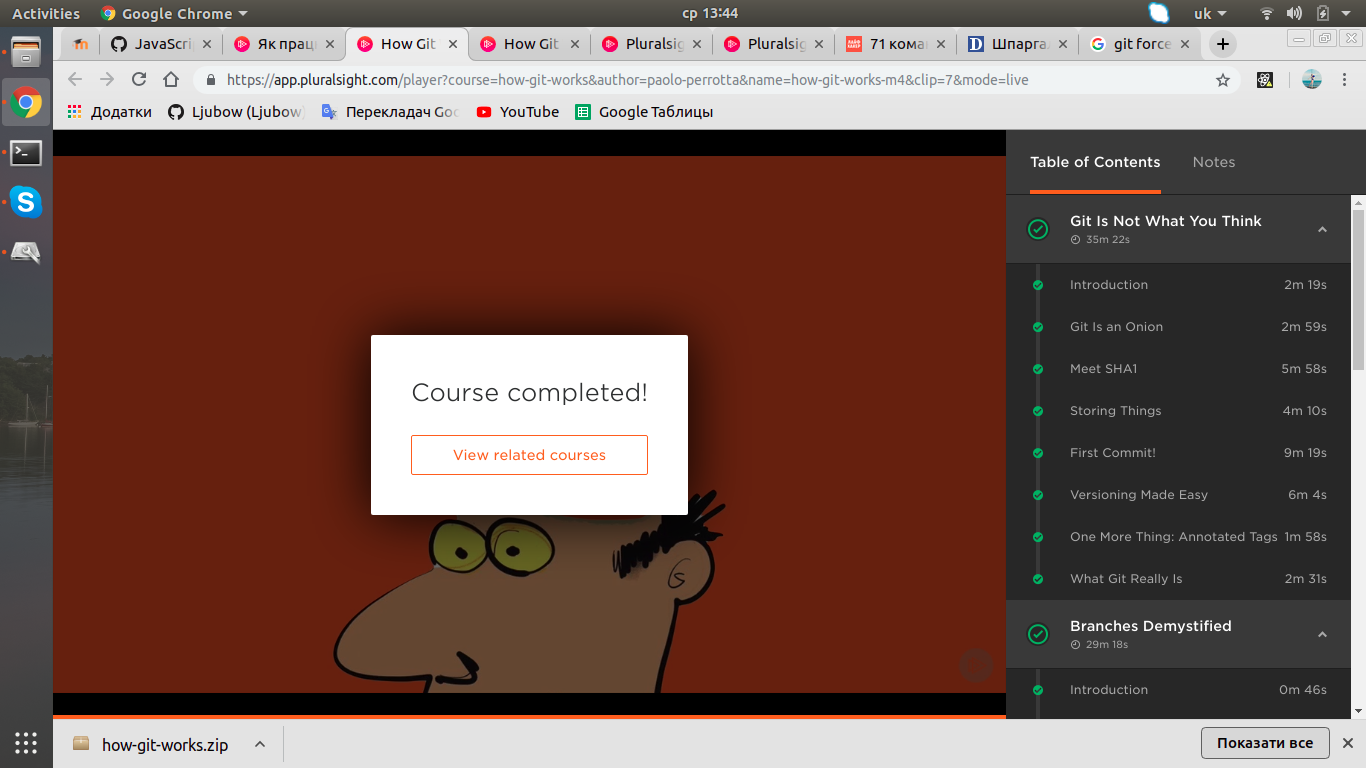 Activities
Google Chrome
ср 13:44
uk
JavaScri
Як праці
How Git
How Git
Pluralsig
Pluralsig
71 кома
Шпарга
git force
https://app.pluralsight.com/player?course=how-git-works&author=paolo-perrotta&name=how-git-works-m4&clip=7&mode=live
Додатки
Ljubow (Ljubow)
Перекладач Goo
YouTube
Google Таблицы
Table of Contents
Notes
Git Is Not What You Think
35m 22s
Introduction 2m 19s
Git Is an Onion 2m 59s
Meet SHA1 5m 58s
Storing Things 4m 10s
First Commit! 9m 19s
Versioning Made Easy 6m 4s
One More Thing: Annotated Tags 1m 58s
What Git Really Is 2m 31s
Branches Demystified
29m 18s
Introduction 0m 46s
Course completed!
View related courses
how-git-works.zip
Показати все